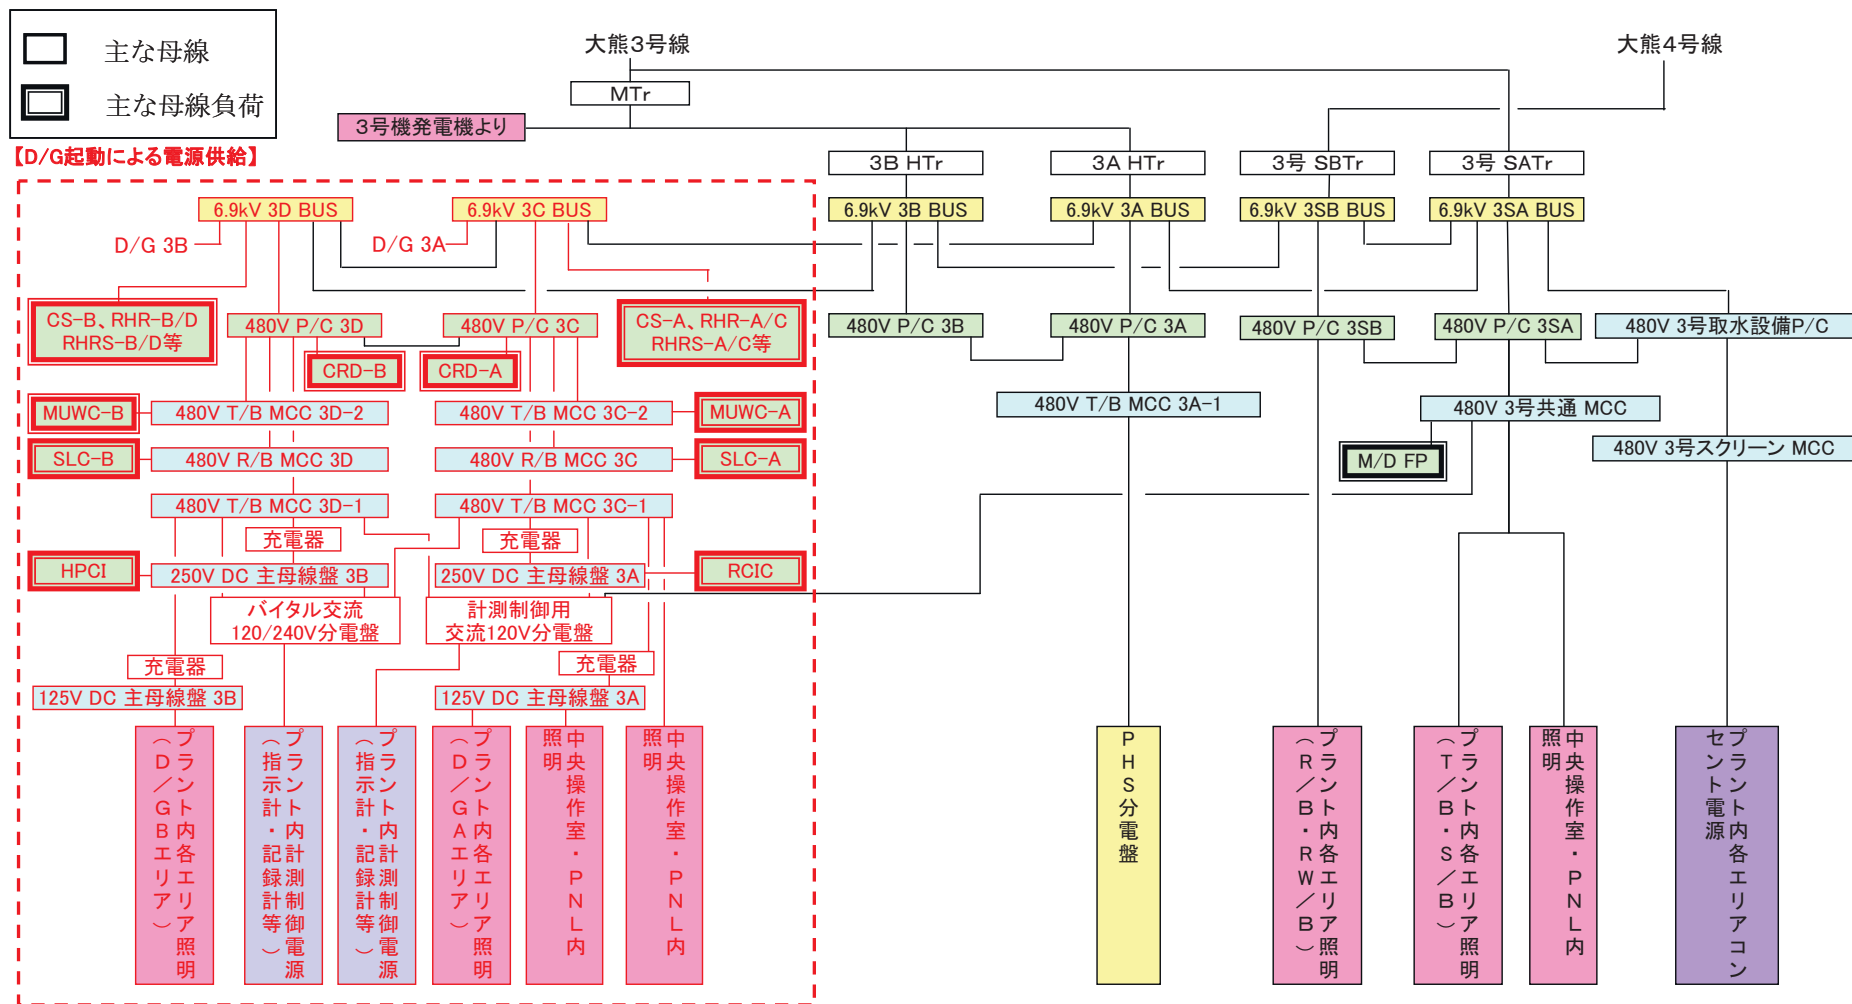 主な母線
主な母線負荷
【D/G起動による電源供給】
大熊3号線
大熊4号線
MTr
3号機発電機より
3B HTr
3A HTr
3号 SBTr
3号 SATr
6.9kV 3D BUS
6.9kV 3C BUS
6.9kV 3B BUS
6.9kV 3A BUS
6.9kV 3SB BUS
6.9kV 3SA BUS
D/G 3B
D/G 3A
CS-B、RHR-B/D
RHRS-B/D等
480V P/C 3D
480V P/C 3C
CS-A、RHR-A/C
RHRS-A/C等
480V P/C 3B
480V P/C 3A
480V P/C 3SB
480V P/C 3SA
480V 3号取水設備P/C
CRD-B
CRD-A
MUWC-B
480V T/B MCC 3D-2
480V T/B MCC 3C-2
MUWC-A
480V T/B MCC 3A-1
480V 3号共通 MCC
SLC-B
480V R/B MCC 3D
480V R/B MCC 3C
SLC-A
M/D FP
480V 3号スクリーン MCC
480V T/B MCC 3D-1
480V T/B MCC 3C-1
充電器
充電器
HPCI
250V DC 主母線盤 3B
250V DC 主母線盤 3A
RCIC
バイタル交流
120/240V分電盤
計測制御用
交流120V分電盤
充電器
充電器
125V DC 主母線盤 3B
125V DC 主母線盤 3A
プラント内各エリア照明
（D/GBエリア）
プラント内計測制御電源
（指示計・記録計等）
プラント内計測制御電源
（指示計・記録計等）
プラント内各エリア照明
（D/GAエリア）
中央操作室・PNL内
照明
中央操作室・PNL内
照明
PHS分電盤
プラント内各エリア照明
（R/B・RW/B）
プラント内各エリア照明
（T/B・S/B）
中央操作室・PNL内
照明
プラント内各エリアコン
セント電源